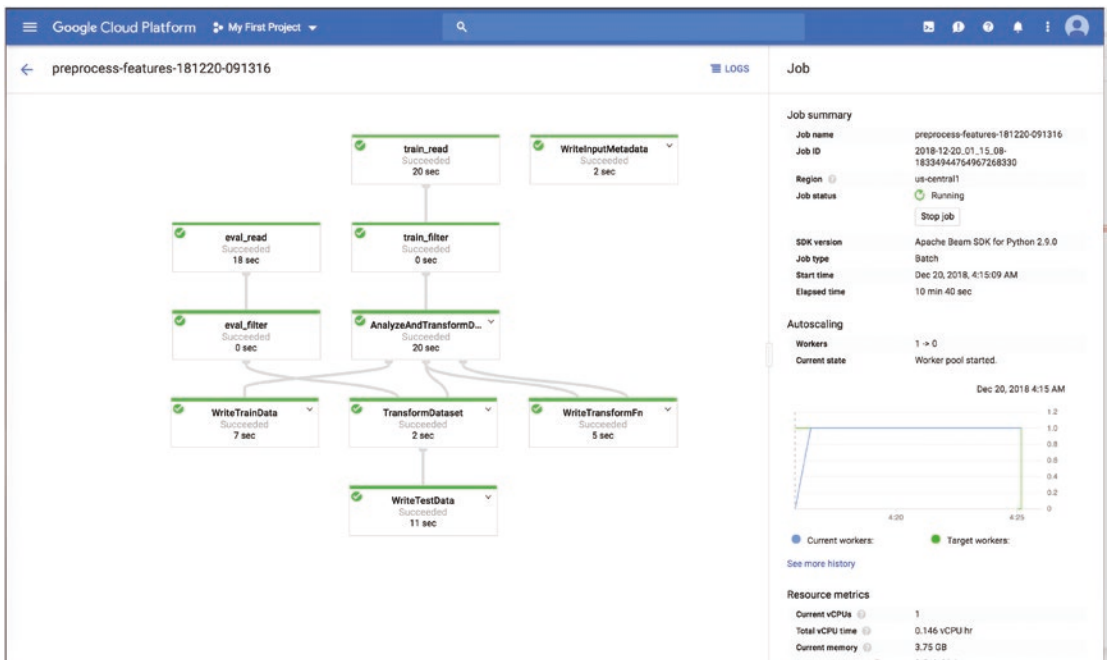 Google Cloud Platform My First Project
preprocess-features-181220-091316
LOGS
train_read
Succeeded
20 sec
WriteInputMetadata
Succeeded
2 sec
eval_read
Succeeded
18 sec
train_filter
Succeeded
0 sec
eval_filter
Succeeded
0 sec
AnalyzeAndTransformD...
Succeeded
20 sec
WriteTrainData
Succeeded
7 sec
TransformDataset
Succeeded
2 sec
WriteTransformFn
Succeeded
5 sec
WriteTestData
Succeeded
11 sec
Job
Job summary
Job name preprocess-features-181220-091316
Job ID 2018-12-20_01_15_08-
18334944764967268330
Region us-central1
Job status Running
Stop job
SDK version Apache Beam SDK for Python 2.9.0
Job type Batch
Start time Dec 20, 2018, 4:15:09 AM
Elapsed time 10 min 40 sec
Autoscaling
Workers 1 -> 0
Current state Worker pool started.
Dec 20, 2018 4:15 AM
1.2
1.0
0.8
0.6
0.4
0.2
0
4:20 4:25
Current workers: Target workers:
See more history
Resource metrics
Current vCPUs 1
Total vCPU time 0.146 vCPU hr
Current memory 3.75 GB